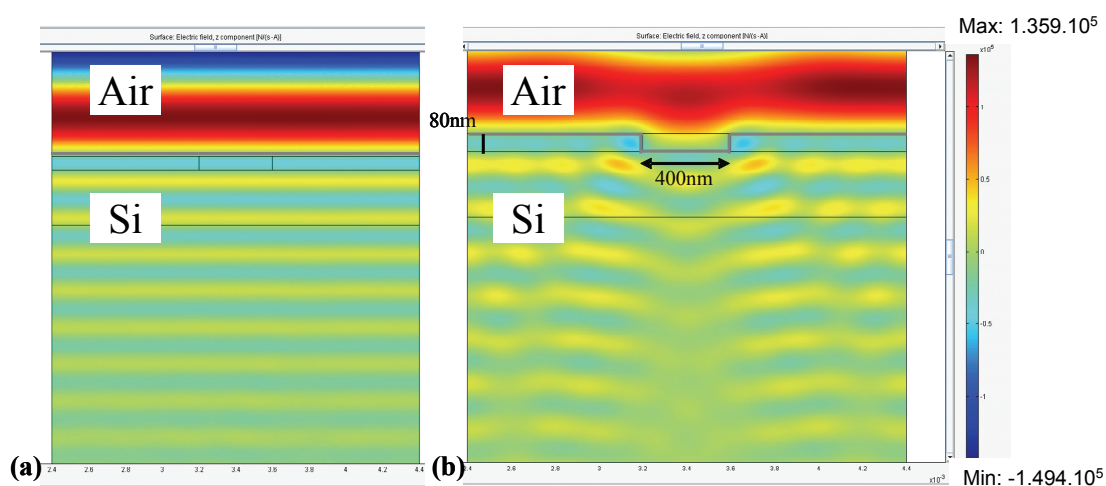 Surface: Electric field, z component [N/(s·A)]
Air
Si
(a)
2.4 2.6 2.8 3 3.2 3.4 3.6 3.8 4 4.2 4.4
Surface: Electric field, z component [N/(s·A)]
Air
80nm
400nm
Si
(b)
2.4 2.6 2.8 3 3.2 3.4 3.6 3.8 4 4.2 4.4
x10⁻³
Max: 1.359.10⁵
x10⁵
1
0.5
0
-0.5
-1
Min: -1.494.10⁵